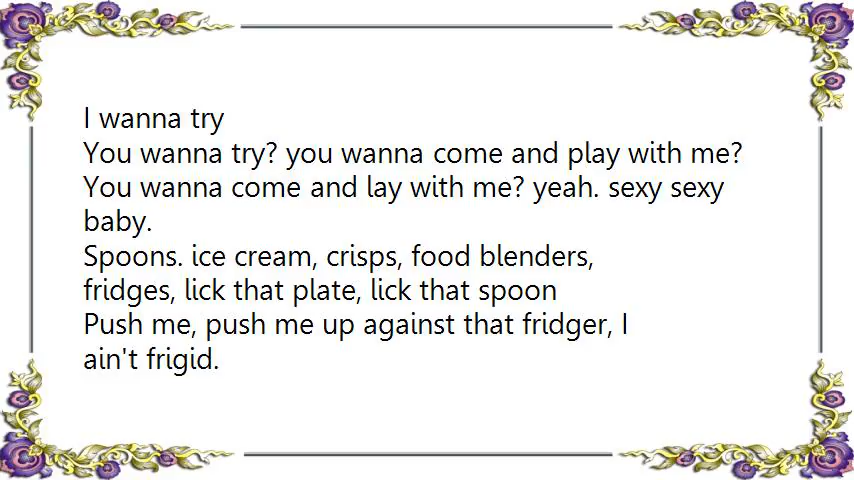 I wanna try
You wanna try? you wanna come and play with me?
You wanna come and lay with me? yeah. sexy sexy
baby.
Spoons. ice cream, crisps, food blenders,
fridges, lick that plate, lick that spoon
Push me, push me up against that fridger, I
ain't frigid.